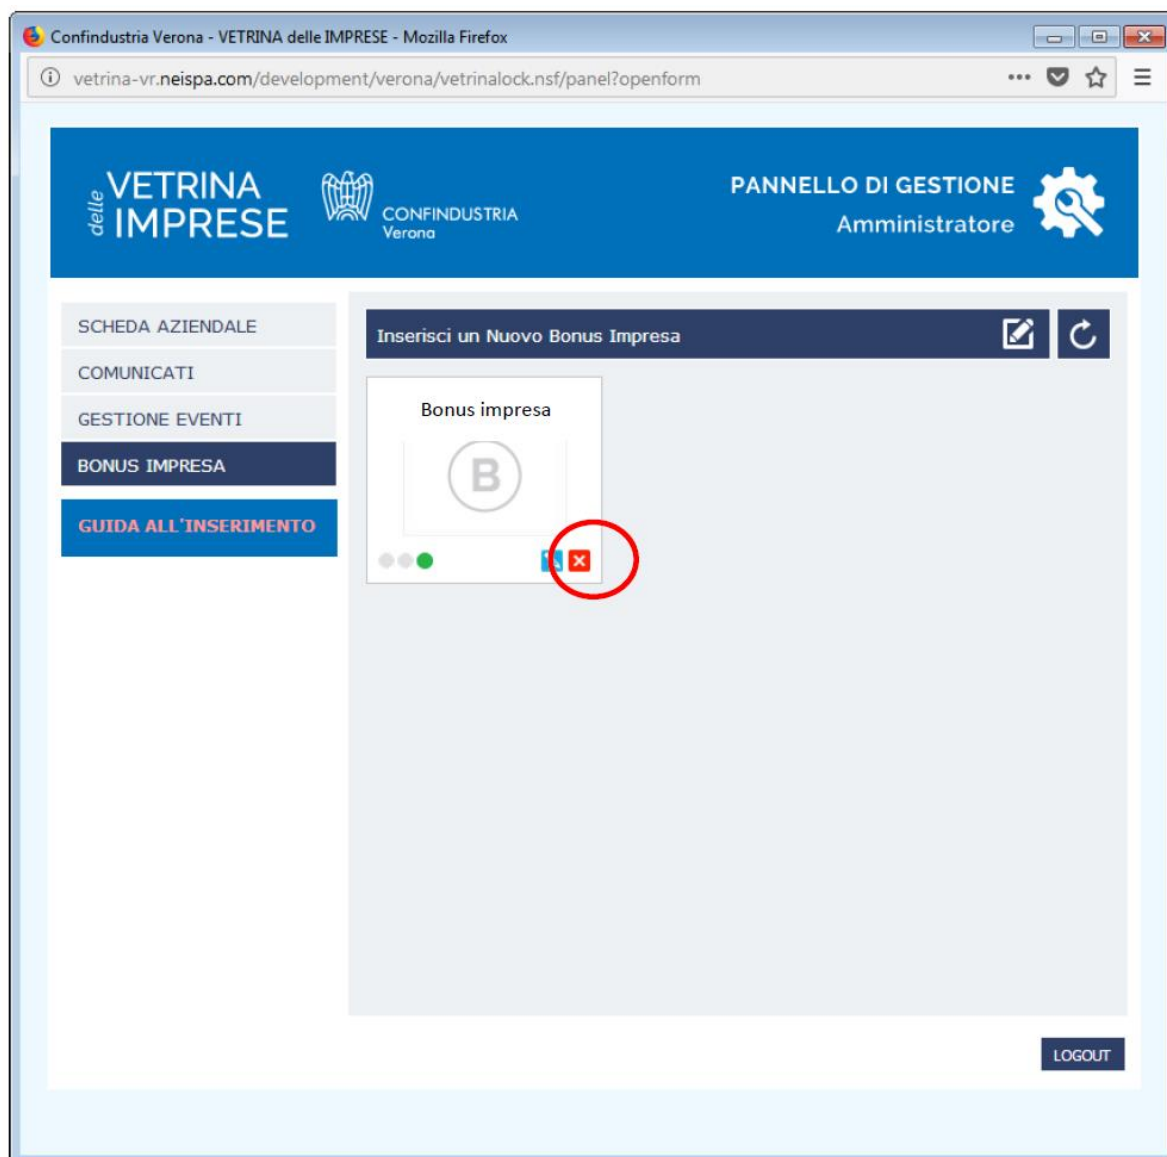 Confindustria Verona - VETRINA delle IMPRESE - Mozilla Firefox
vetrina-vr.neispa.com/development/verona/vetrinalock.nsf/panel?openform
delle VETRINA
IMPRESE
CONFINDUSTRIA
Verona
PANNELLO DI GESTIONE
Amministratore
SCHEDA AZIENDALE
COMUNICATI
GESTIONE EVENTI
BONUS IMPRESA
GUIDA ALL'INSERIMENTO
Inserisci un Nuovo Bonus Impresa
Bonus impresa
B
LOGOUT